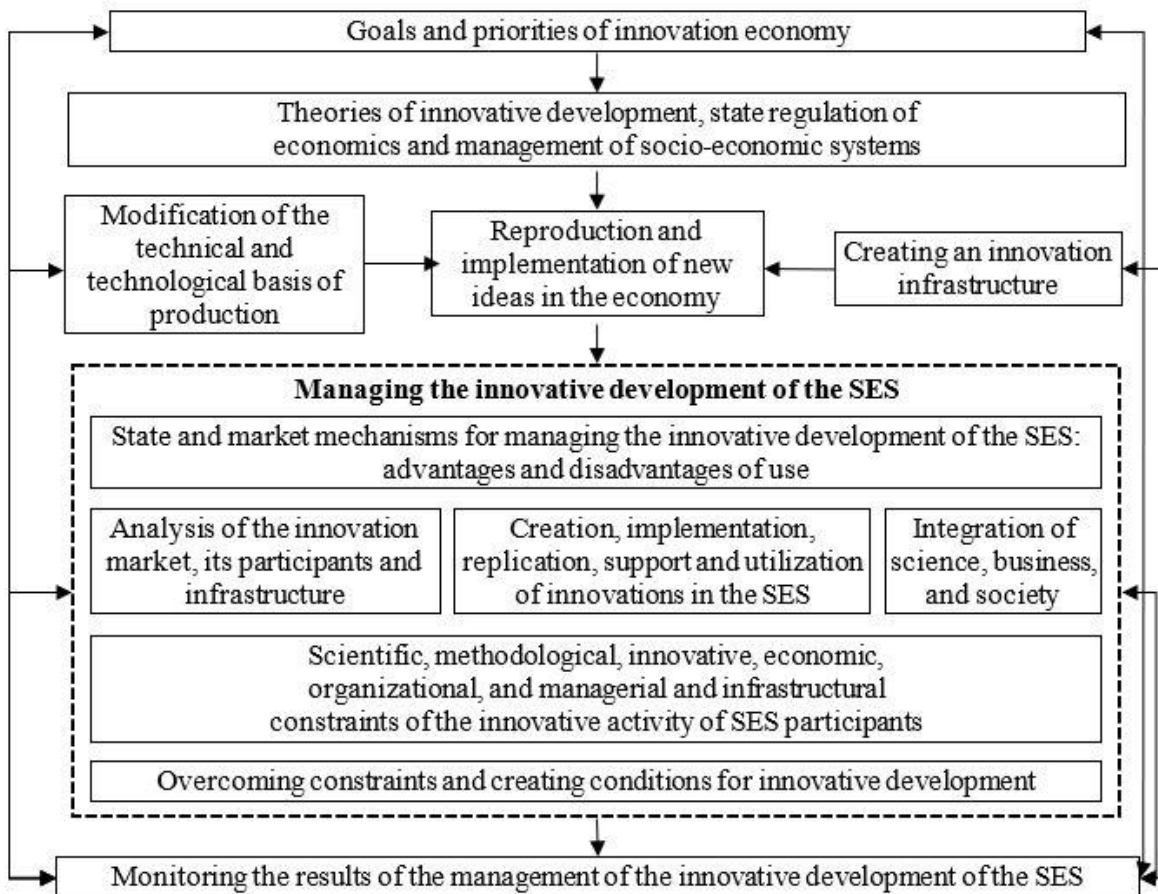 Goals and priorities of innovation economy
Theories of innovative development, state regulation of
economics and management of socio-economic systems
Modification of the
technical and
technological basis of
production
Reproduction and
implementation of new
ideas in the economy
Creating an innovation
infrastructure
Managing the innovative development of the SES
State and market mechanisms for managing the innovative development of the SES:
advantages and disadvantages of use
Analysis of the innovation
market, its participants and
infrastructure
Creation, implementation,
replication, support and utilization
of innovations in the SES
Integration of
science, business,
and society
Scientific, methodological, innovative, economic,
organizational, and managerial and infrastructural
constraints of the innovative activity of SES participants
Overcoming constraints and creating conditions for innovative development
Monitoring the results of the management of the innovative development of the SES